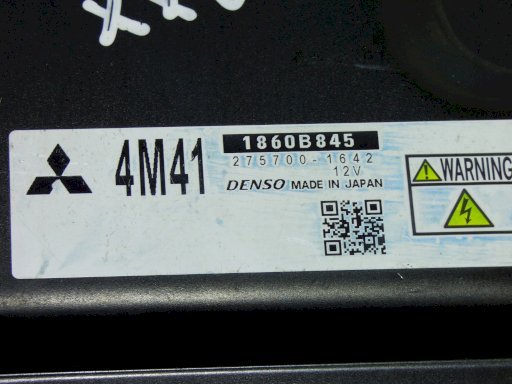 4M41
1860B845
275700-1642
12V
DENSO MADE IN JAPAN
WARNING